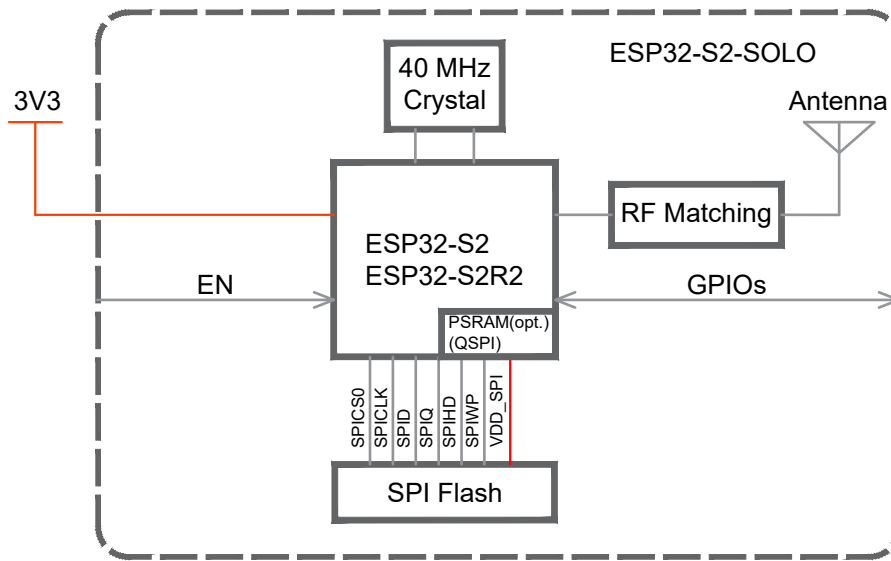 40 MHz
Crystal
ESP32-S2-SOLO
3V3
Antenna
RF Matching
ESP32-S2
ESP32-S2R2
EN
GPIOs
PSRAM(opt.)
(QSPI)
SPICS0
SPICLK
SPID
SPIQ
SPIHD
SPIWP
VDD_SPI
SPI Flash